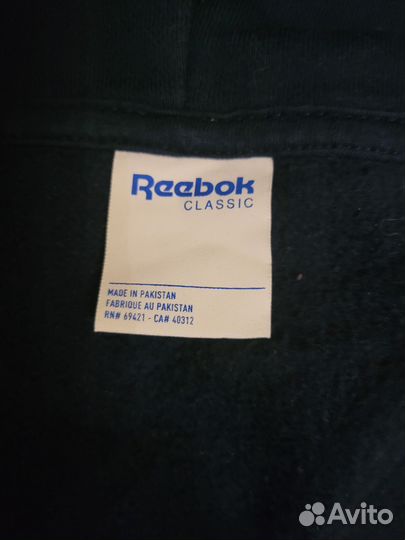 Reebok
CLASSIC
MADE IN PAKISTAN
FABRIQUE AU PAKISTAN
RN# 69421 - CA# 40312
Avito